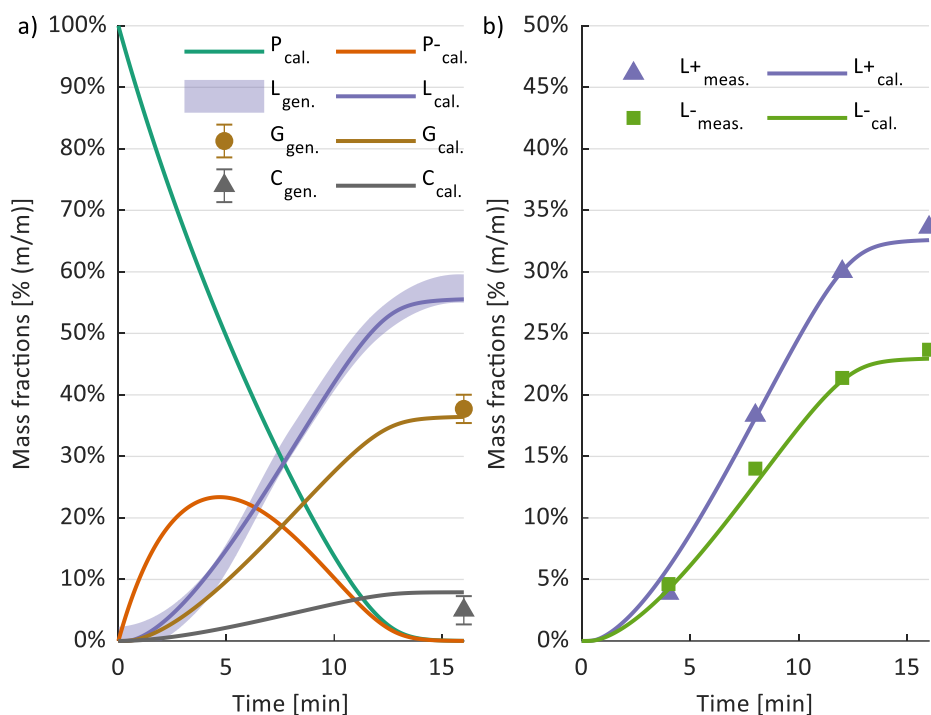 a)
Mass fractions [% (m/m)]
100%
90%
80%
70%
60%
50%
40%
30%
20%
10%
0%
P cal. P- cal.
L gen. L cal.
G gen. G cal.
C gen. C cal.
0 5 10 15
Time [min]
b)
Mass fractions [% (m/m)]
50%
45%
40%
35%
30%
25%
20%
15%
10%
5%
0%
L+ meas. L+ cal.
L- meas. L- cal.
0 5 10 15
Time [min]